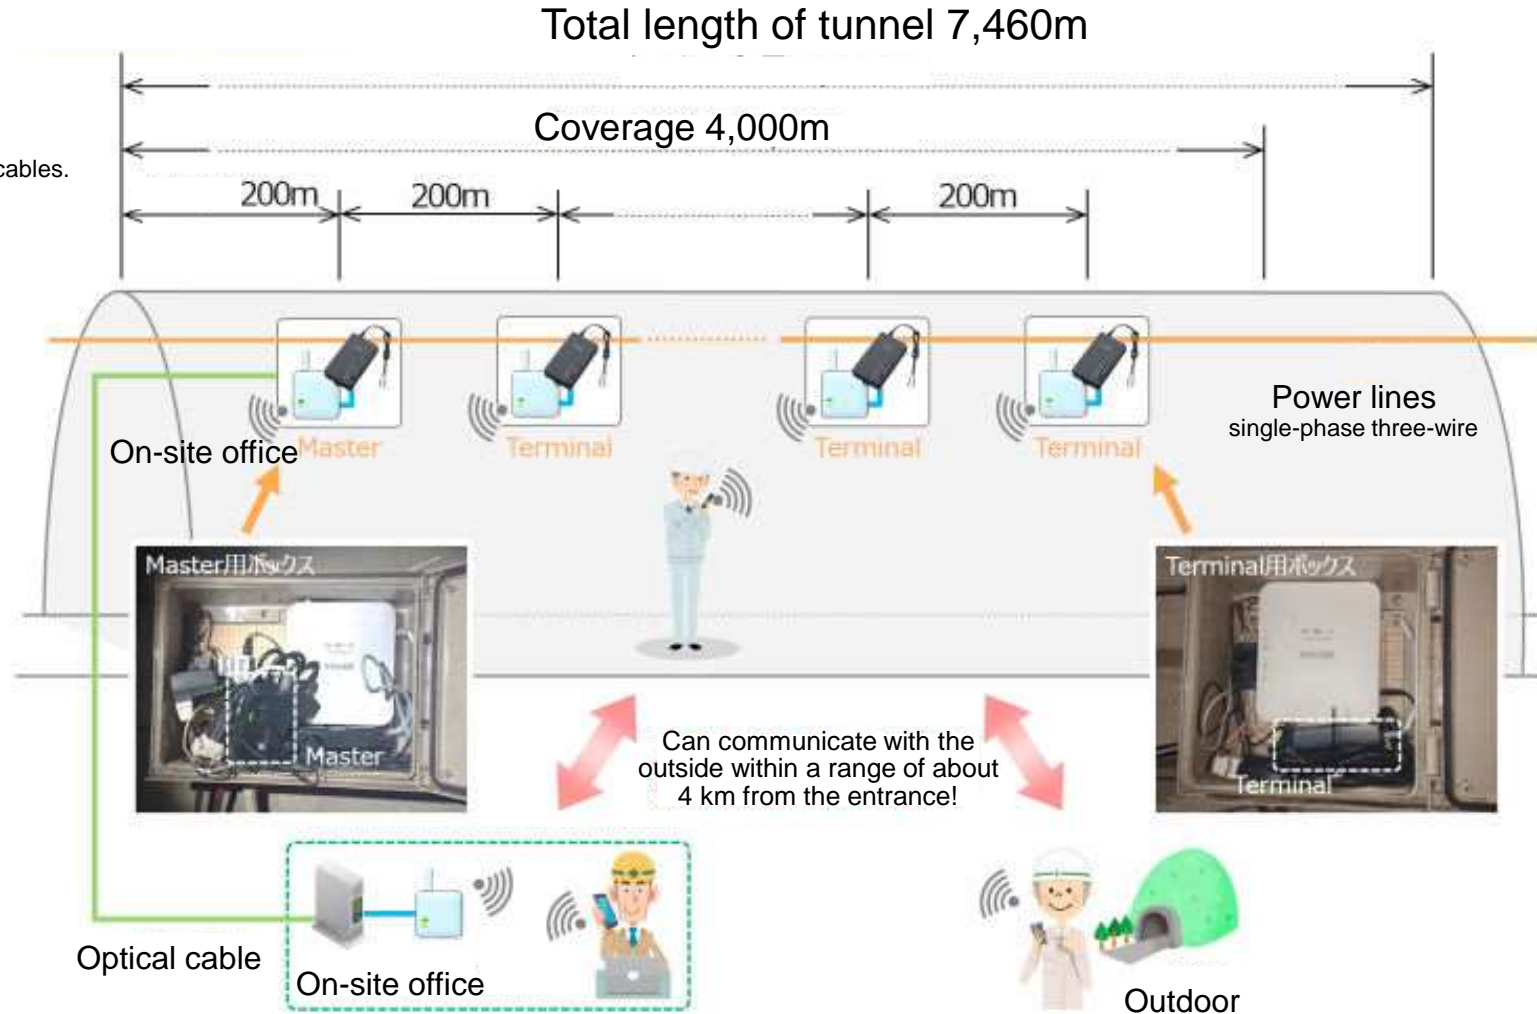 Total length of tunnel 7,460m
Coverage 4,000m
cables.
200m
200m
200m
Power lines
single-phase three-wire
On-site office
Master
Terminal
Terminal
Terminal
Master用ボックス
Master
Terminal用ボックス
Terminal
Can communicate with the
outside within a range of about
4 km from the entrance!
Optical cable
On-site office
Outdoor